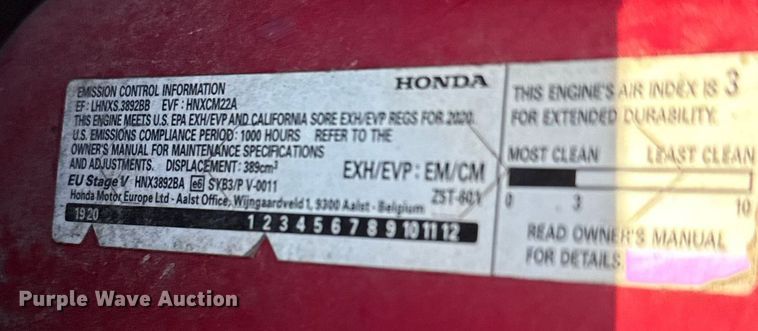 EMISSION CONTROL INFORMATION
HONDA
EF: LHNXS.3892BB EVF: HNXCM22A
THIS ENGINE MEETS U.S. EPA EXH/EVP AND CALIFORNIA SORE EXH/EVP REGS FOR 2020.
U.S. EMISSIONS COMPLIANCE PERIOD: 1000 HOURS REFER TO THE
OWNER'S MANUAL FOR MAINTENANCE SPECIFICATIONS
AND ADJUSTMENTS. DISPLACEMENT: 389cm³
EXH/EVP: EM/CM
EU Stage V HNX3892BA e6 SYB3/P V-0011
Honda Motor Europe Ltd - Aalst Office, Wijngaardveld 1, 9300 Aalst - Belgium
ZST-601
19 20
1 2 3 4 5 6 7 8 9 10 11 12
THIS ENGINE'S AIR INDEX IS 3
FOR EXTENDED DURABILITY.
MOST CLEAN LEAST CLEAN
0 3 10
READ OWNER'S MANUAL
FOR DETAILS
Purple Wave Auction